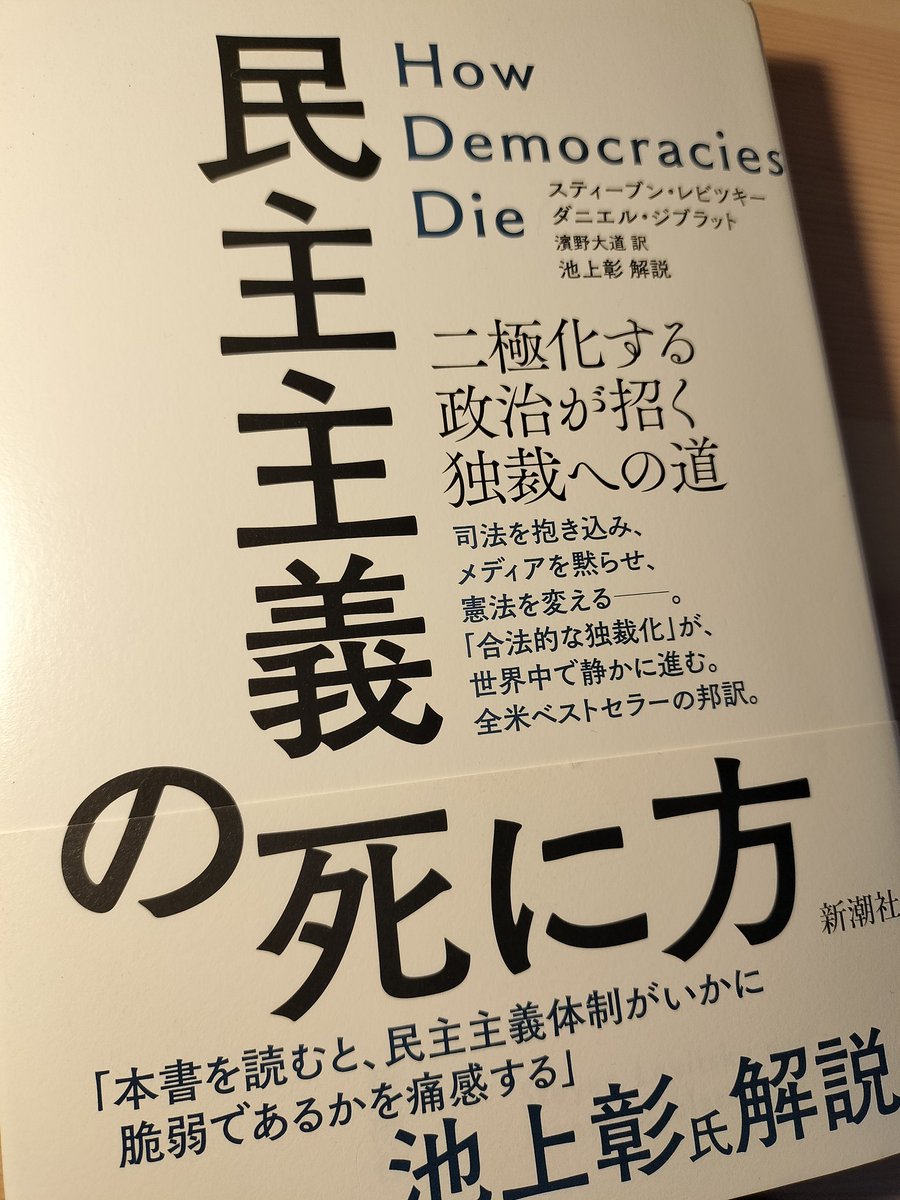 民主主義の死に方
How
Democracies
Die
スティーブン・レビツキー
ダニエル・ジブラット
濱野大道 訳
池上彰 解説
二極化する
政治が招く
独裁への道
司法を抱き込み、
メディアを黙らせ、
憲法を変える——。
「合法的な独裁化」が、
世界中で静かに進む。
全米ベストセラーの邦訳。
新潮社
「本書を読むと、民主主義体制がいかに
脆弱であるかを痛感する」
池上彰氏解説